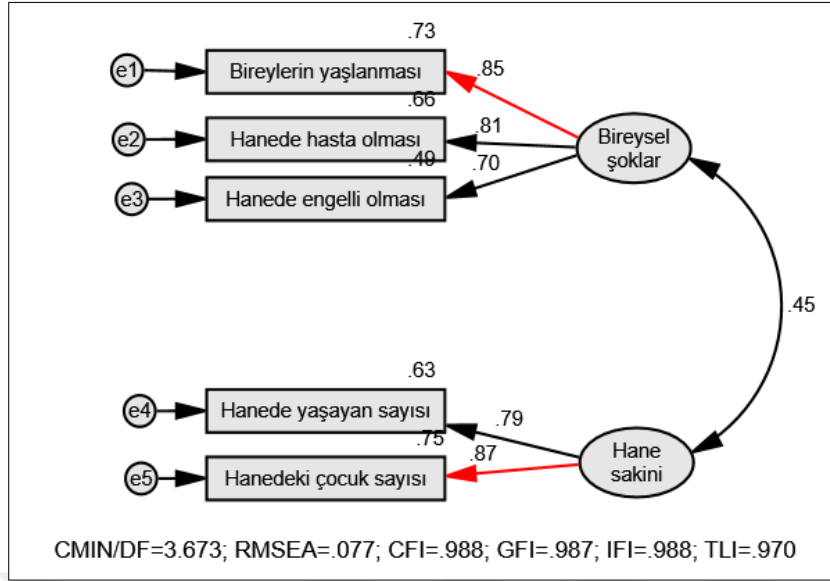 .73
e1
Bireylerin yaşlanması
.85
.66
e2
Hanede hasta olması
.81
Bireysel
şoklar
.49
e3
Hanede engelli olması
.70
.45
.63
e4
Hanede yaşayan sayısı
.79
.75
e5
Hanedeki çocuk sayısı
.87
Hane
sakini
CMIN/DF=3.673; RMSEA=.077; CFI=.988; GFI=.987; IFI=.988; TLI=.970